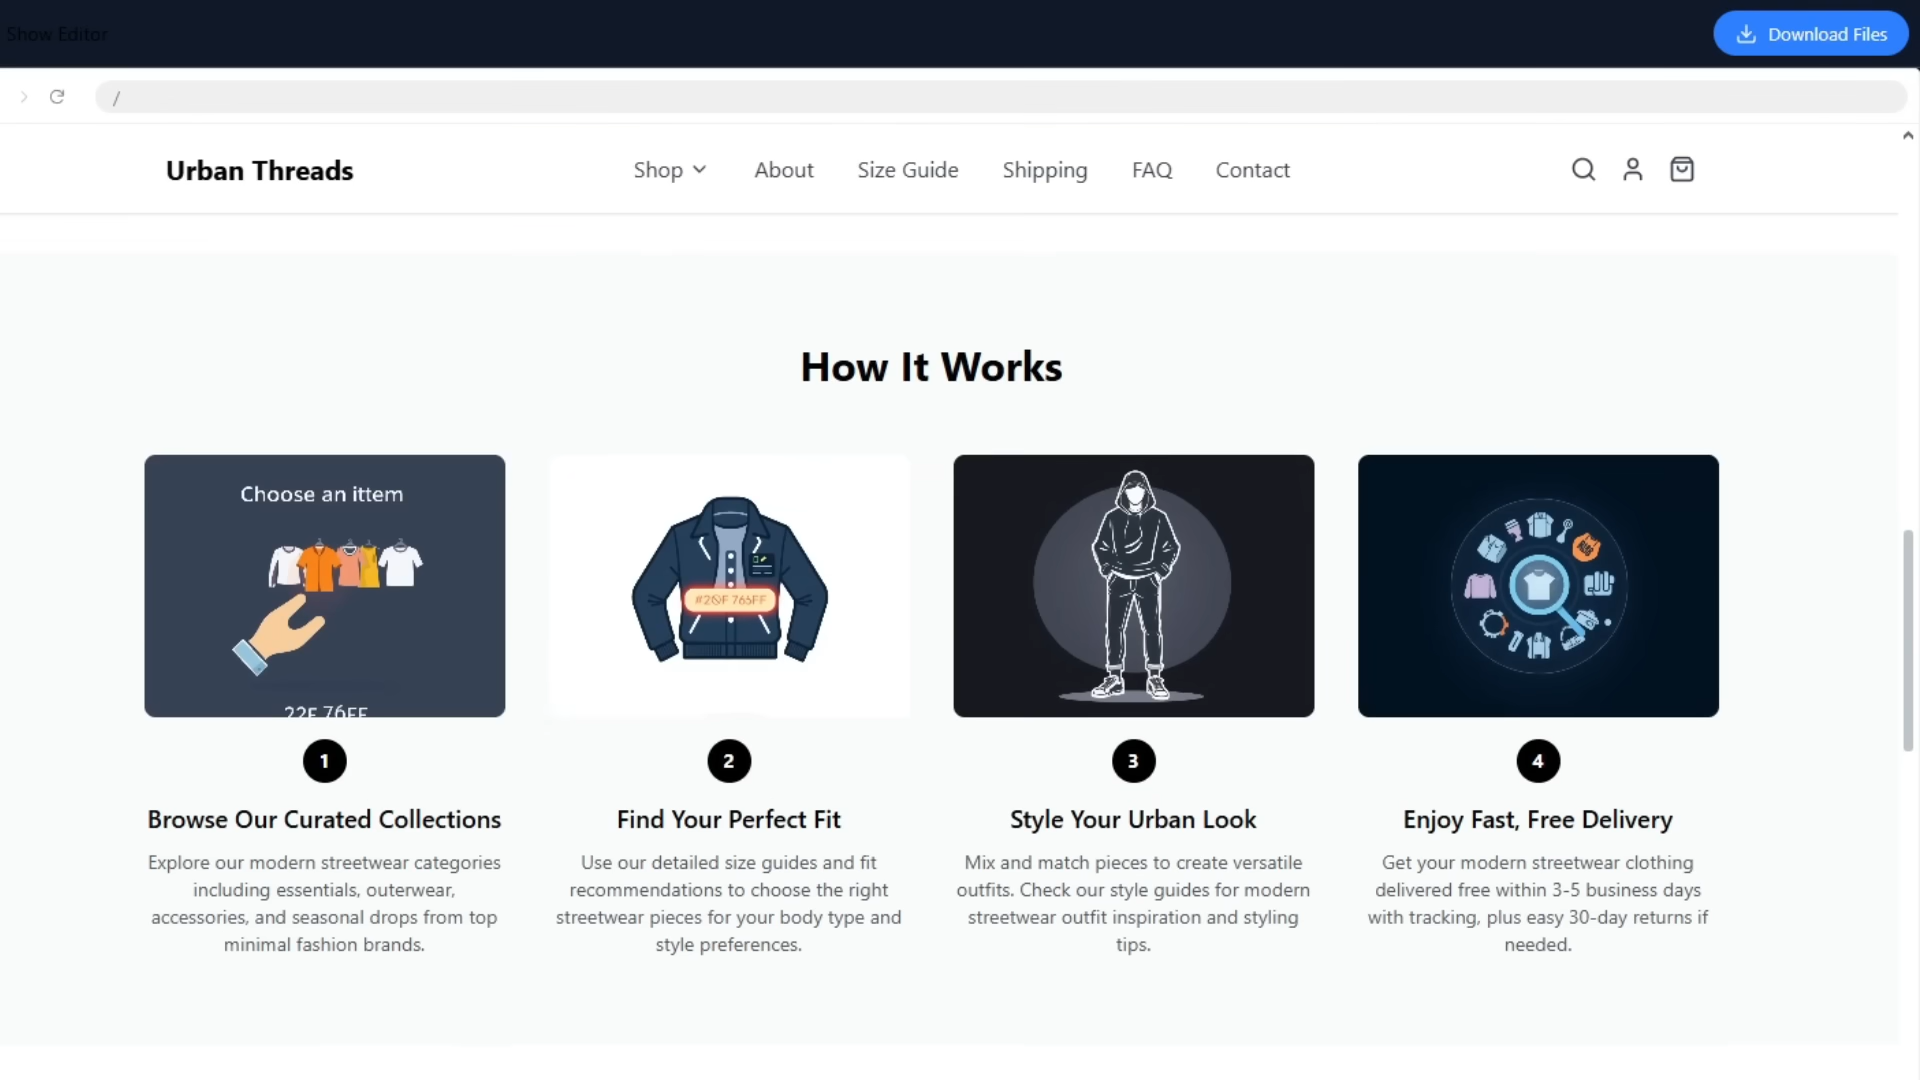 Show Editor
Download Files
/
Urban Threads
Shop
About
Size Guide
Shipping
FAQ
Contact
How It Works
Choose an ittem
22F 76FF
#20F 765FF
1
2
3
4
Browse Our Curated Collections
Explore our modern streetwear categories
including essentials, outerwear,
accessories, and seasonal drops from top
minimal fashion brands.
Find Your Perfect Fit
Use our detailed size guides and fit
recommendations to choose the right
streetwear pieces for your body type and
style preferences.
Style Your Urban Look
Mix and match pieces to create versatile
outfits. Check our style guides for modern
streetwear outfit inspiration and styling
tips.
Enjoy Fast, Free Delivery
Get your modern streetwear clothing
delivered free within 3-5 business days
with tracking, plus easy 30-day returns if
needed.